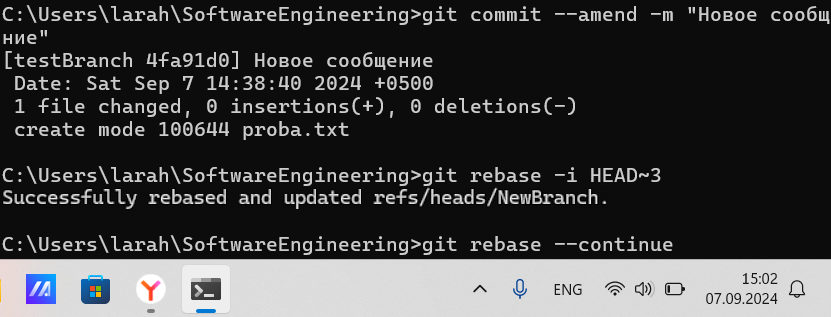 C:\Users\larah\SoftwareEngineering>git commit --amend -m "Новое сообщ
ние"
[testBranch 4fa91d0] Новое сообщение
Date: Sat Sep 7 14:38:40 2024 +0500
1 file changed, 0 insertions(+), 0 deletions(-)
create mode 100644 proba.txt
C:\Users\larah\SoftwareEngineering>git rebase -i HEAD~3
Successfully rebased and updated refs/heads/NewBranch.
C:\Users\larah\SoftwareEngineering>git rebase --continue
ENG
15:02
07.09.2024